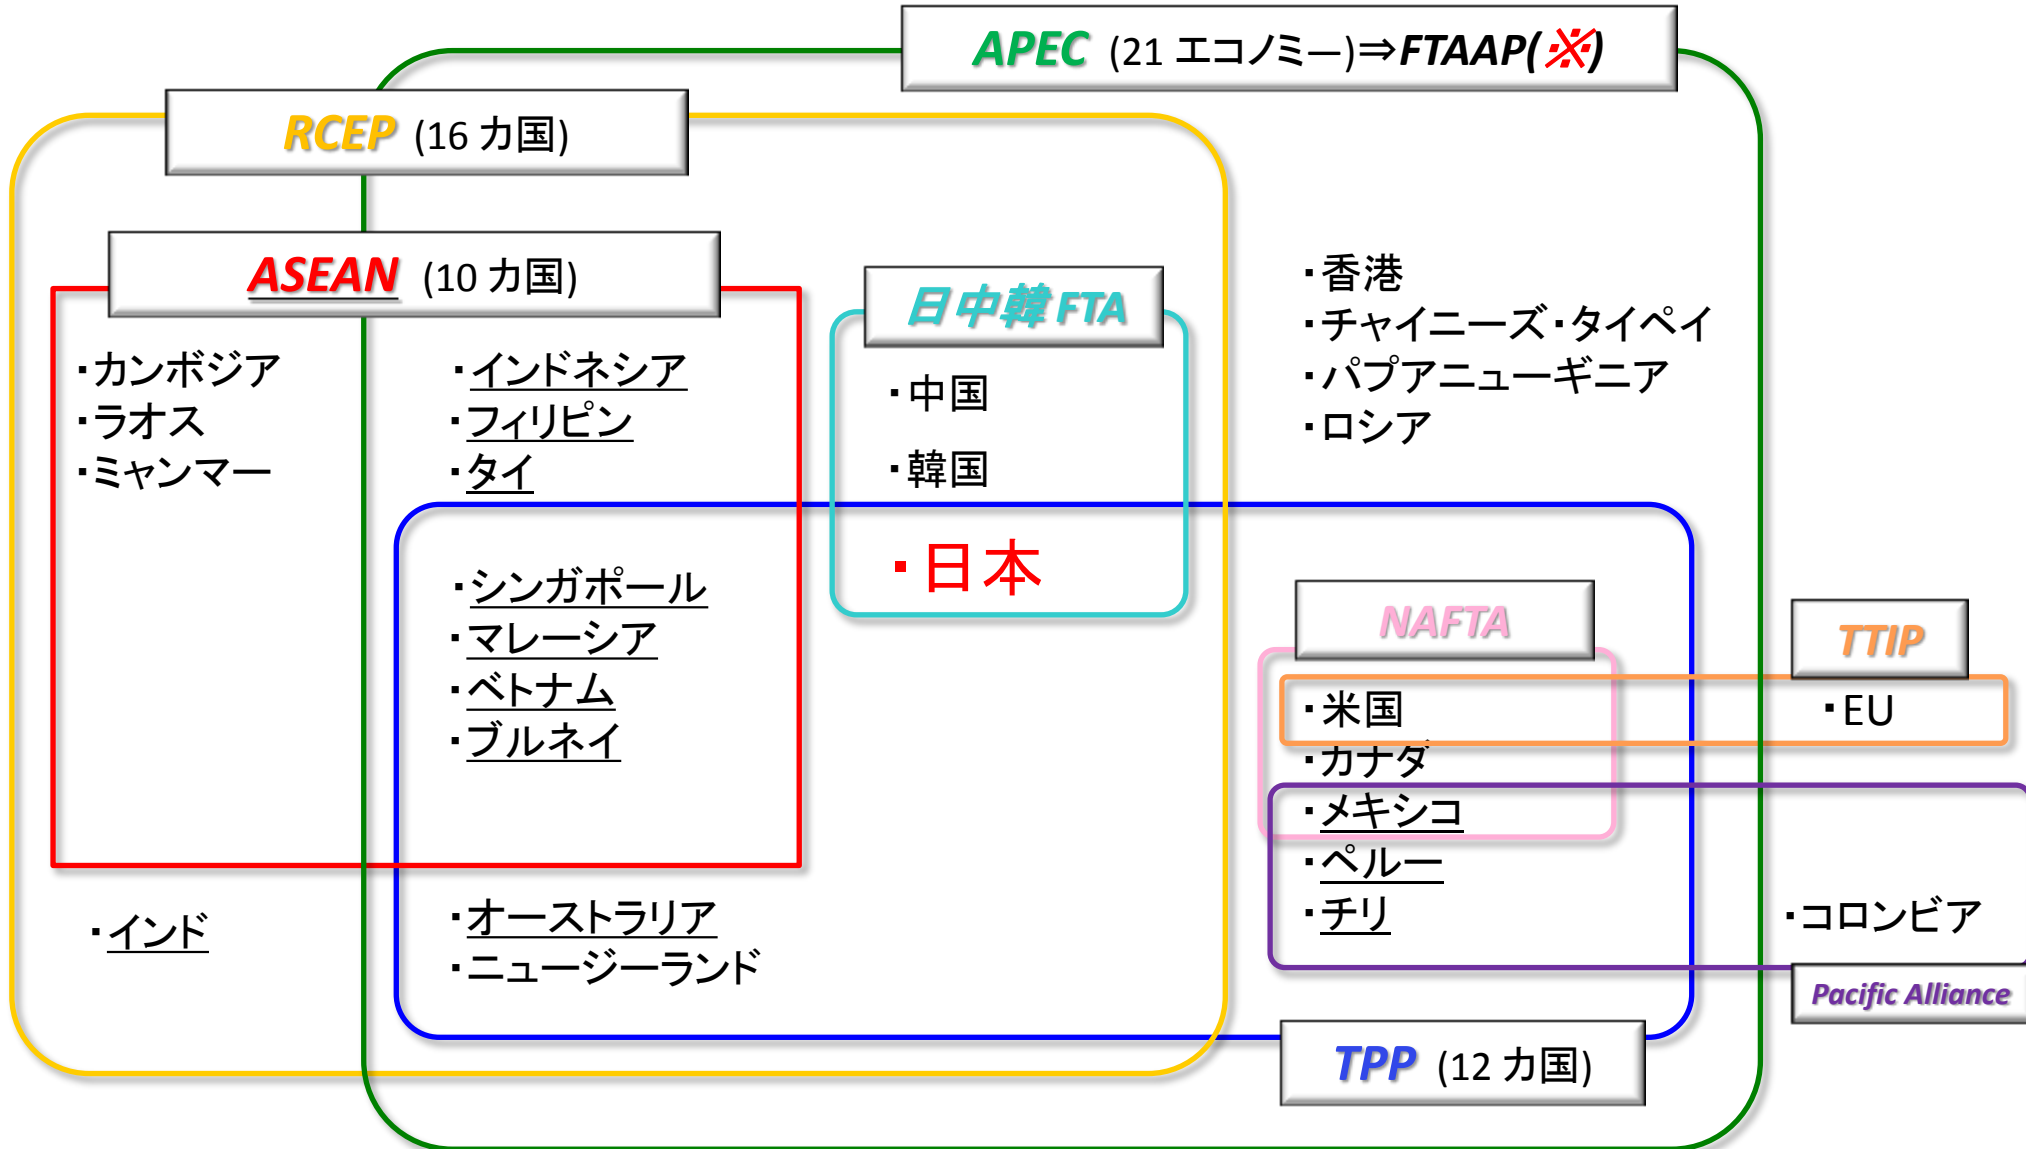 APEC (21 エコノミー)⇒FTAAP(※)
RCEP (16 カ国)
ASEAN (10 カ国)
・カンボジア
・ラオス
・ミャンマー
・インドネシア
・フィリピン
・タイ
日中韓 FTA
・中国
・韓国
・日本
・香港
・チャイニーズ・タイペイ
・パプアニューギニア
・ロシア
・シンガポール
・マレーシア
・ベトナム
・ブルネイ
NAFTA
・米国
・カナダ
・メキシコ
・ペルー
・チリ
TTIP
・EU
・インド
・オーストラリア
・ニュージーランド
・コロンビア
Pacific Alliance
TPP (12 カ国)